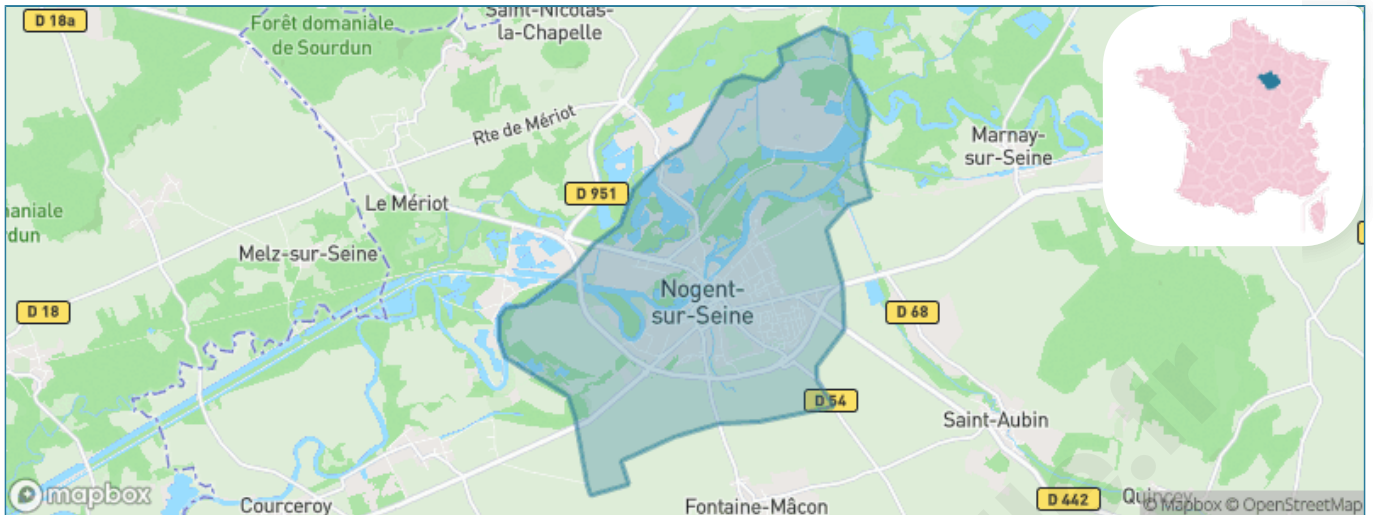 D 18a
Forêt domaniale
de Sourdun
Saint-Nicolas-
la-Chapelle
Rte de Mériot
Marnay-
sur-Seine
D 951
Le Mériot
aniale
rdun
Melz-sur-Seine
Nogent-
sur-Seine
D 18
D 68
D 54
Saint-Aubin
mapbox
Courceroy
Fontaine-Mâcon
D 442
Quincey
© Mapbox © OpenStreetMap